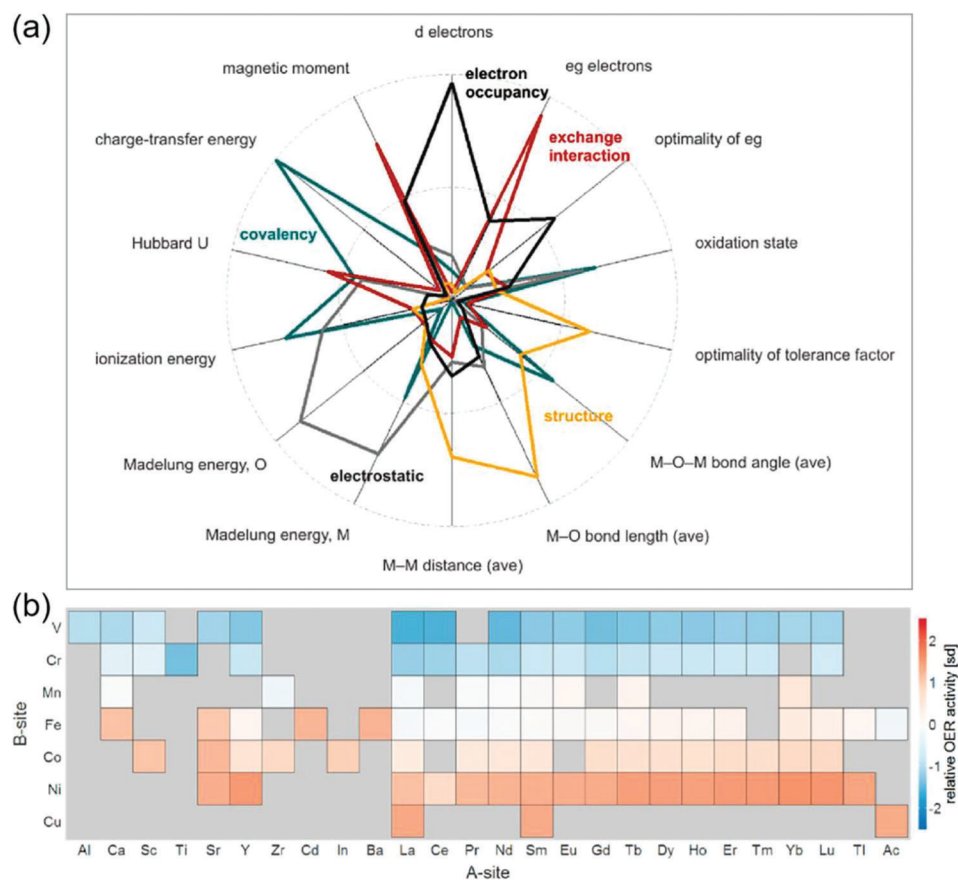 (a)
d electrons
magnetic moment
eg electrons
electron
occupancy
charge-transfer energy
exchange
interaction
optimality of eg
Hubbard U
covalency
oxidation state
ionization energy
optimality of tolerance factor
structure
Madelung energy, O
electrostatic
M–O–M bond angle (ave)
Madelung energy, M
M–O bond length (ave)
M–M distance (ave)
(b)
V
Cr
Mn
Fe
Co
Ni
Cu
B-site
Al Ca Sc Ti Sr Y Zr Cd In Ba La Ce Pr Nd Sm Eu Gd Tb Dy Ho Er Tm Yb Lu Tl Ac
A-site
2
1
0
-1
-2
relative OER activity [sd]